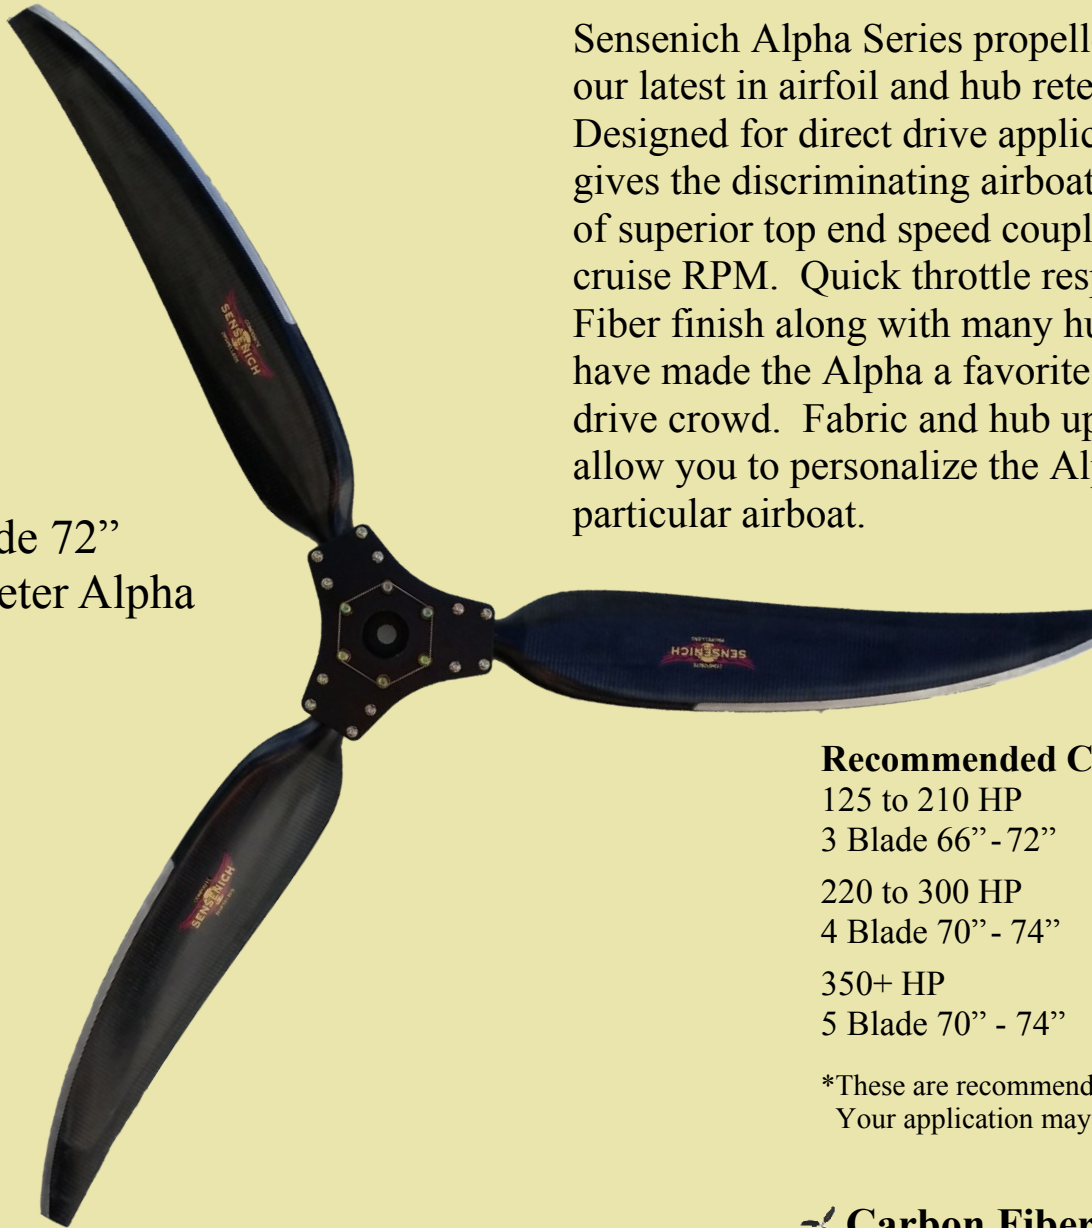 Sensenich Alpha Series propell
our latest in airfoil and hub rete
Designed for direct drive applic
gives the discriminating airboat
of superior top end speed coupl
cruise RPM.  Quick throttle res
Fiber finish along with many hu
have made the Alpha a favorite
drive crowd.  Fabric and hub up
allow you to personalize the Al
particular airboat.
de 72”
eter Alpha
SENSENICH
SENSENICH
PROPELLERS
SENSENICH
Recommended C
125 to 210 HP
3 Blade 66”- 72”
220 to 300 HP
4 Blade 70”- 74”
350+ HP
5 Blade 70” - 74”
*These are recommend
Your application may
Carbon Fiber